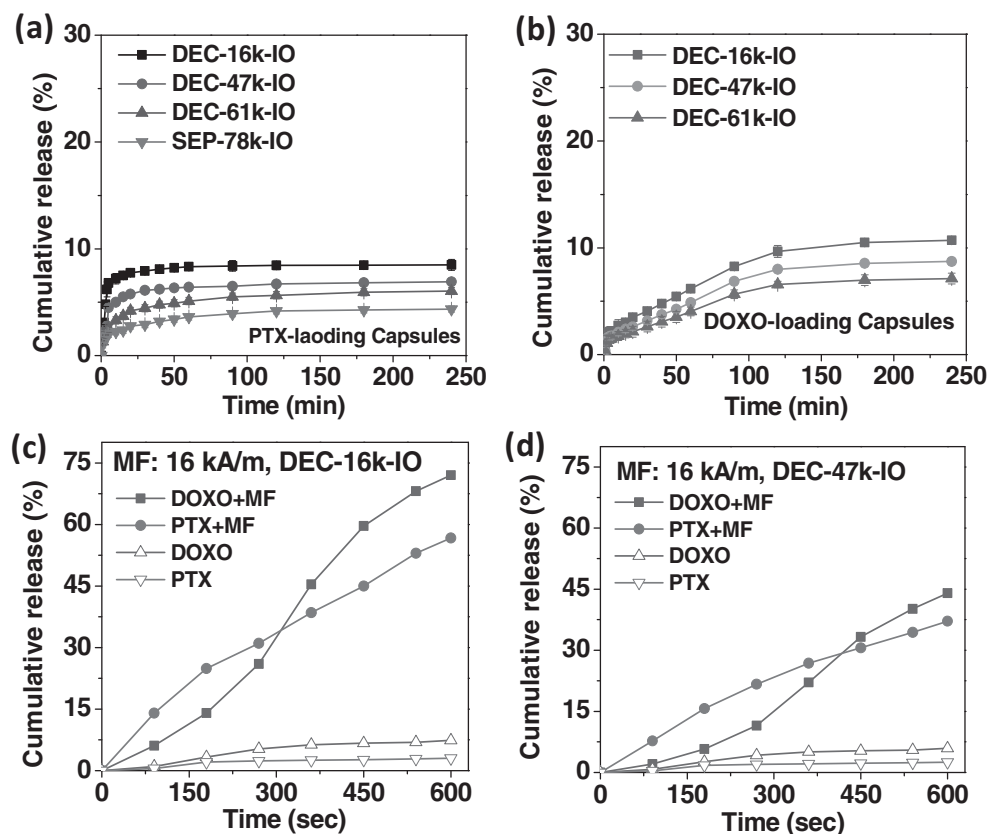 (a)
30
20
10
0
Cumulative release (%)
DEC-16k-IO
DEC-47k-IO
DEC-61k-IO
SEP-78k-IO
PTX-laoding Capsules
0 50 100 150 200 250
Time (min)
(b)
30
20
10
0
Cumulative release (%)
DEC-16k-IO
DEC-47k-IO
DEC-61k-IO
DOXO-loading Capsules
0 50 100 150 200 250
Time (min)
(c)
75
60
45
30
15
0
Cumulative release (%)
MF: 16 kA/m, DEC-16k-IO
DOXO+MF
PTX+MF
DOXO
PTX
0 150 300 450 600
Time (sec)
(d)
75
60
45
30
15
0
Cumulative release (%)
MF: 16 kA/m, DEC-47k-IO
DOXO+MF
PTX+MF
DOXO
PTX
0 150 300 450 600
Time (sec)